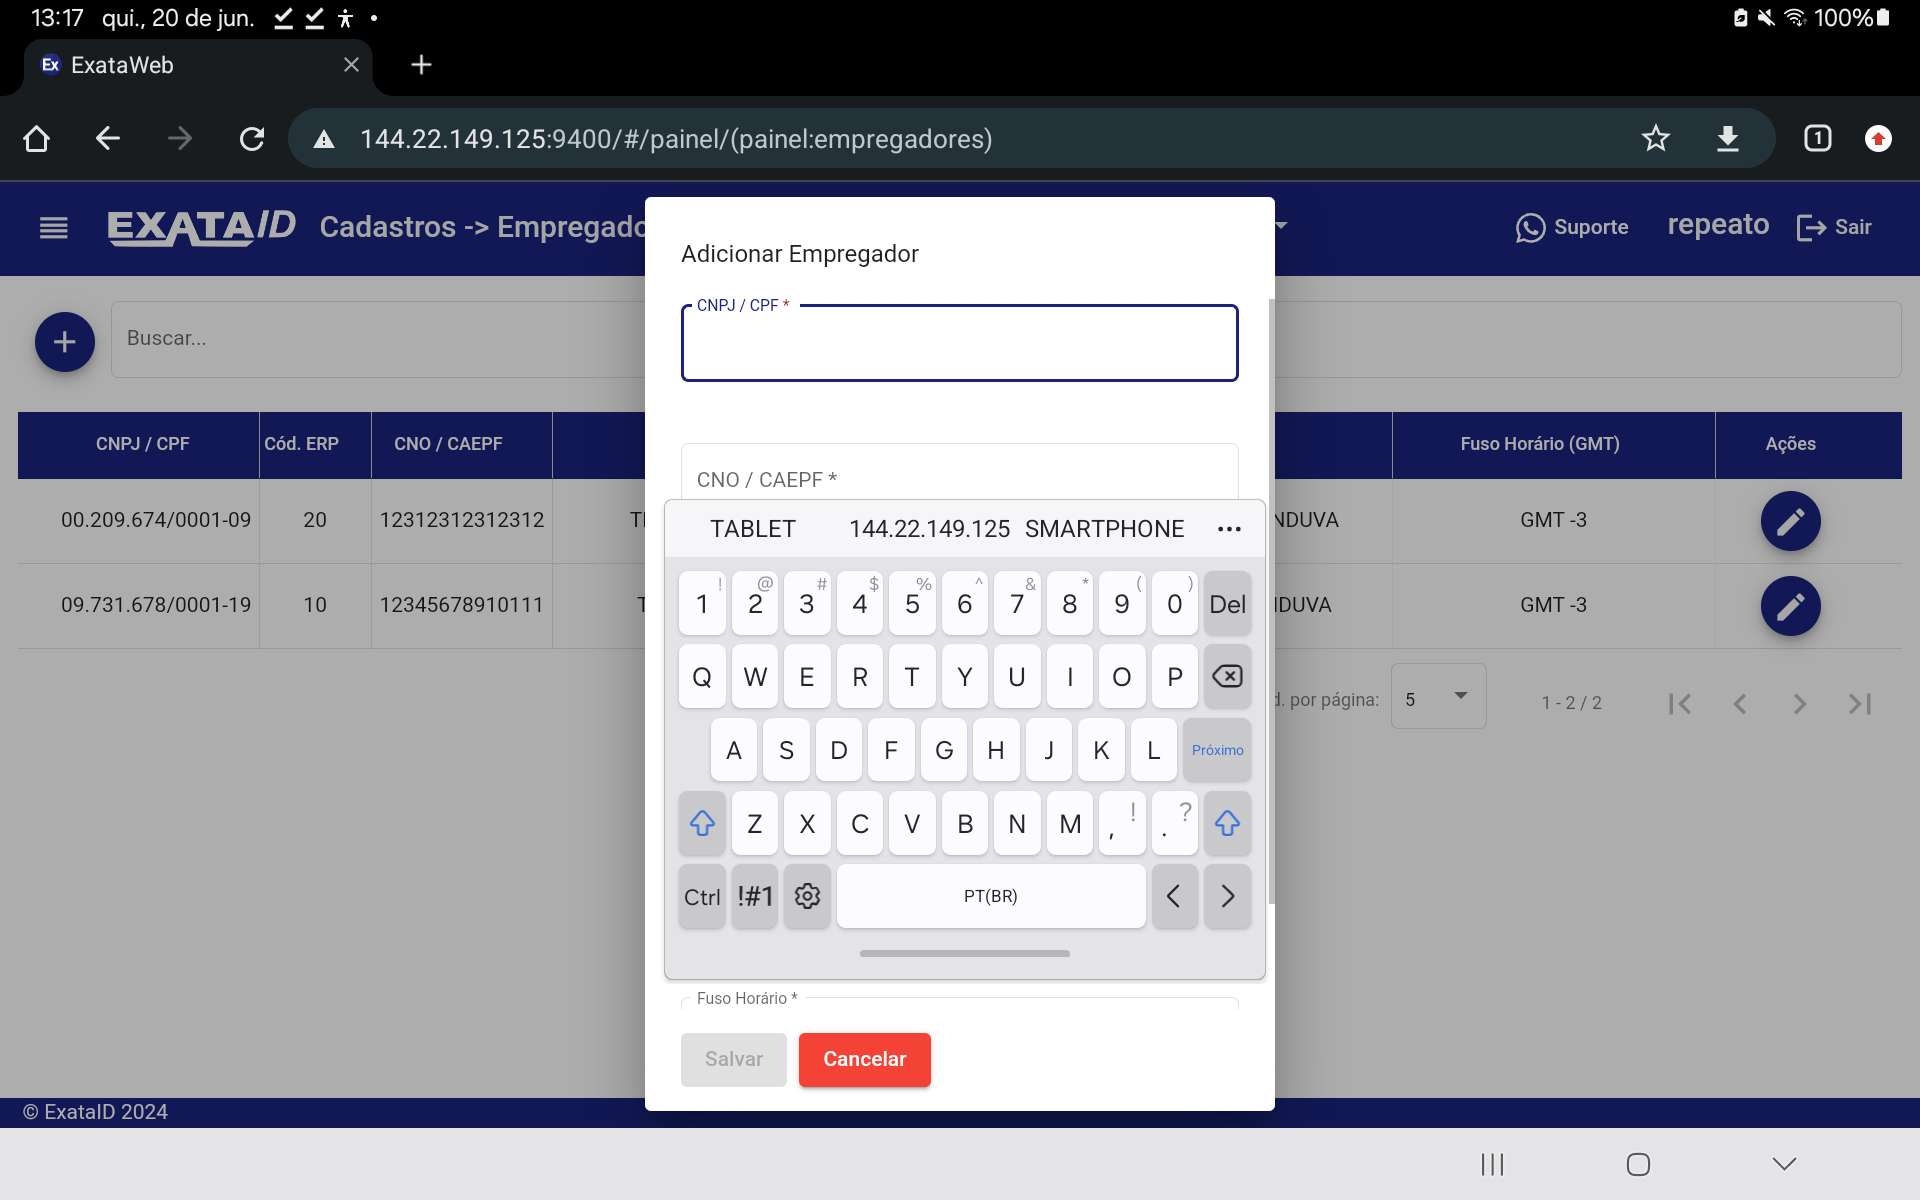 13:17 qui., 20 de jun. 100%
Ex ExataWeb
144.22.149.125:9400/#/painel/(painel:empregadores) 1
EXATAID Cadastros -> Empregado Suporte repeato Sair
Adicionar Empregador
CNPJ / CPF *
Buscar...
CNPJ / CPF Cód. ERP CNO / CAEPF Fuso Horário (GMT) Ações
CNO / CAEPF *
00.209.674/0001-09 20 12312312312312 NDUVA GMT -3
09.731.678/0001-19 10 12345678910111 T IDUVA GMT -3
d. por página: 5 1 - 2 / 2
TABLET 144.22.149.125 SMARTPHONE ...
! @ # $ % ^ & * ( )
1 2 3 4 5 6 7 8 9 0 Del
Q W E R T Y U I O P
A S D F G H J K L Próximo
Z X C V B N M , ! . ?
Ctrl !#1 PT(BR) < >
Fuso Horário *
Salvar Cancelar
© ExataID 2024